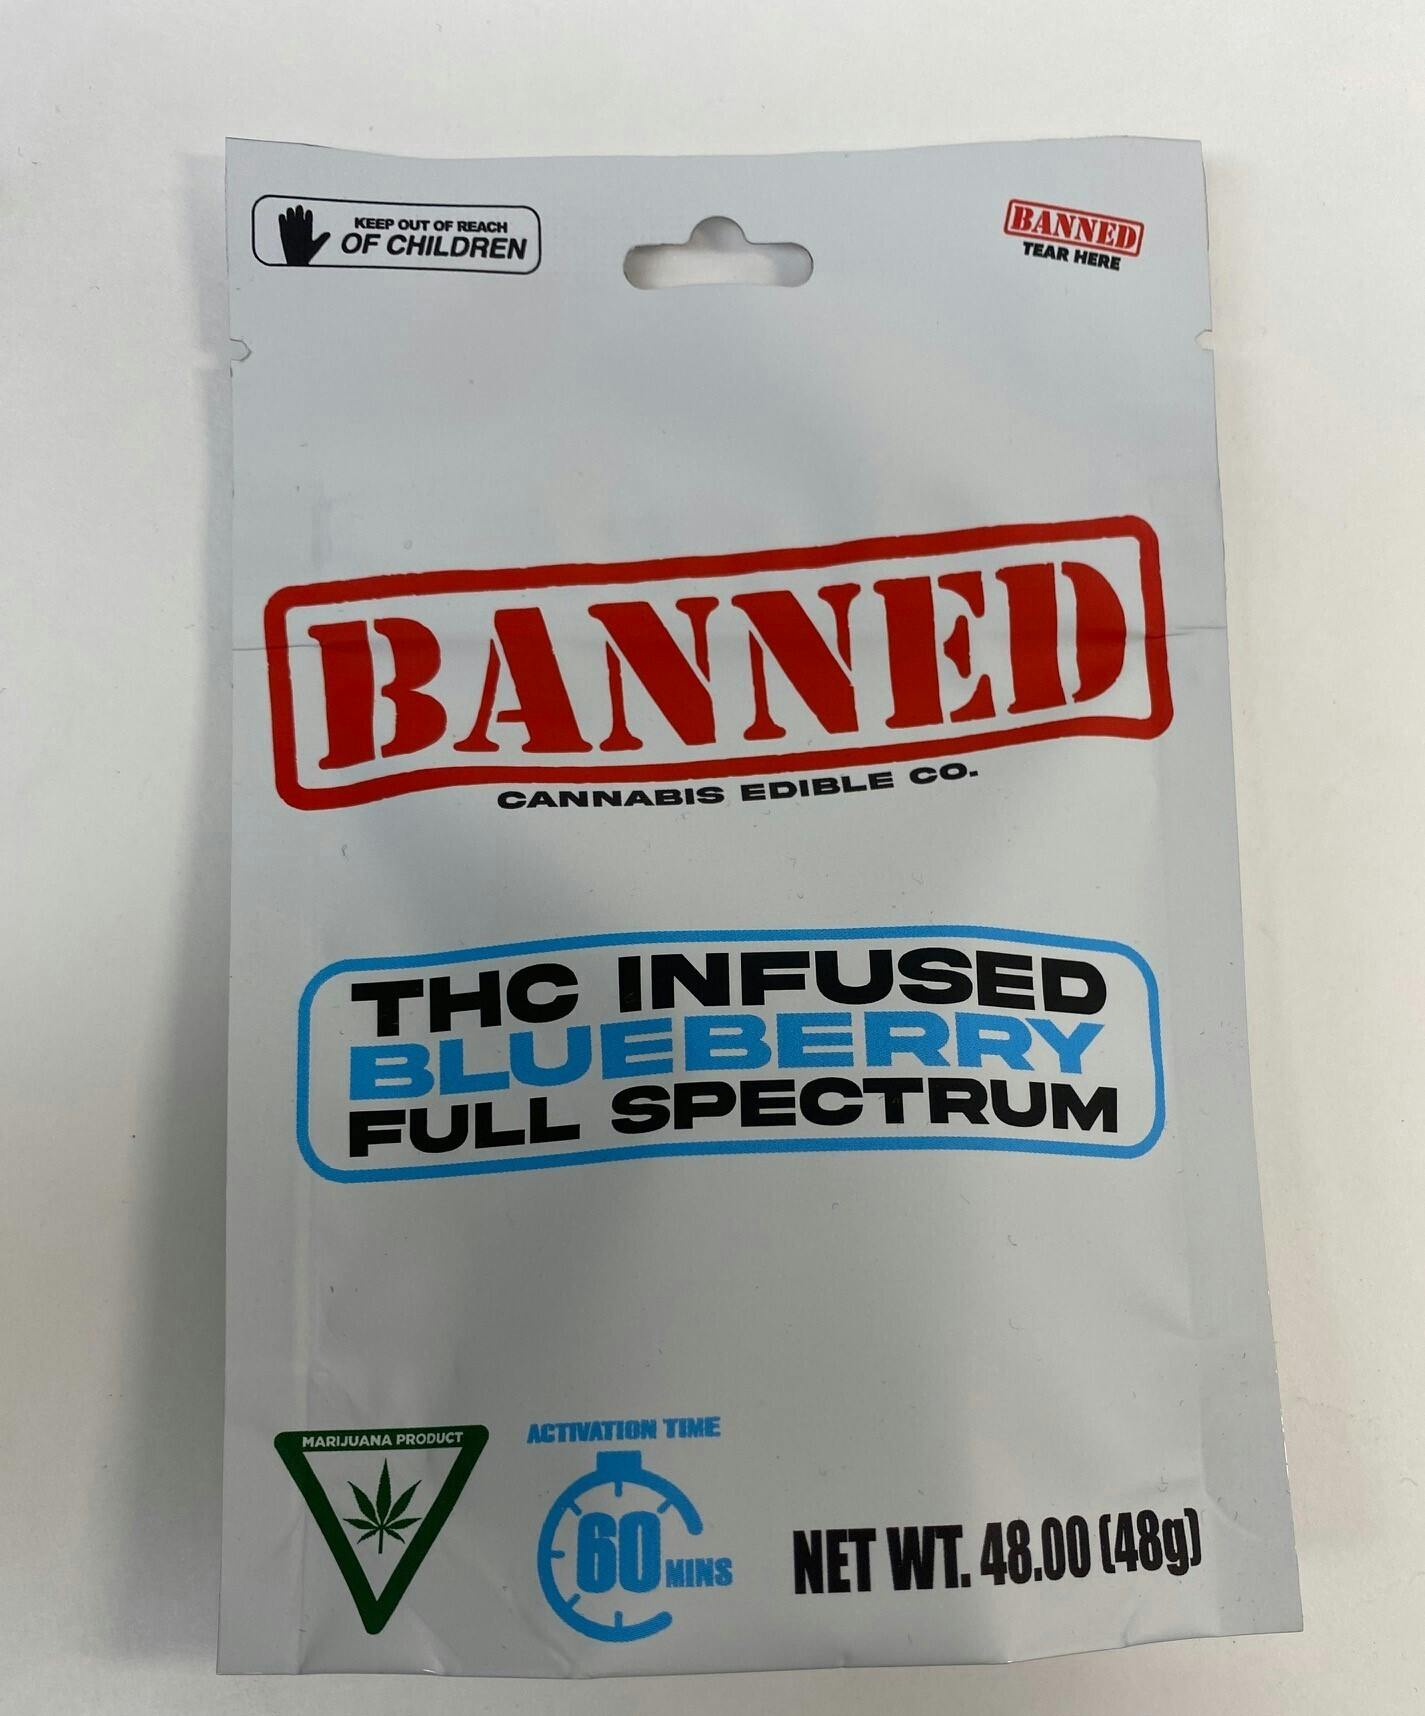 KEEP OUT OF REACH
OF CHILDREN
BANNED
TEAR HERE
BANNED
CANNABIS EDIBLE CO.
THC INFUSED
BLUEBERRY
FULL SPECTRUM
MARIJUANA PRODUCT
ACTIVATION TIME
60 MINS
NET WT. 48.00 (48g)